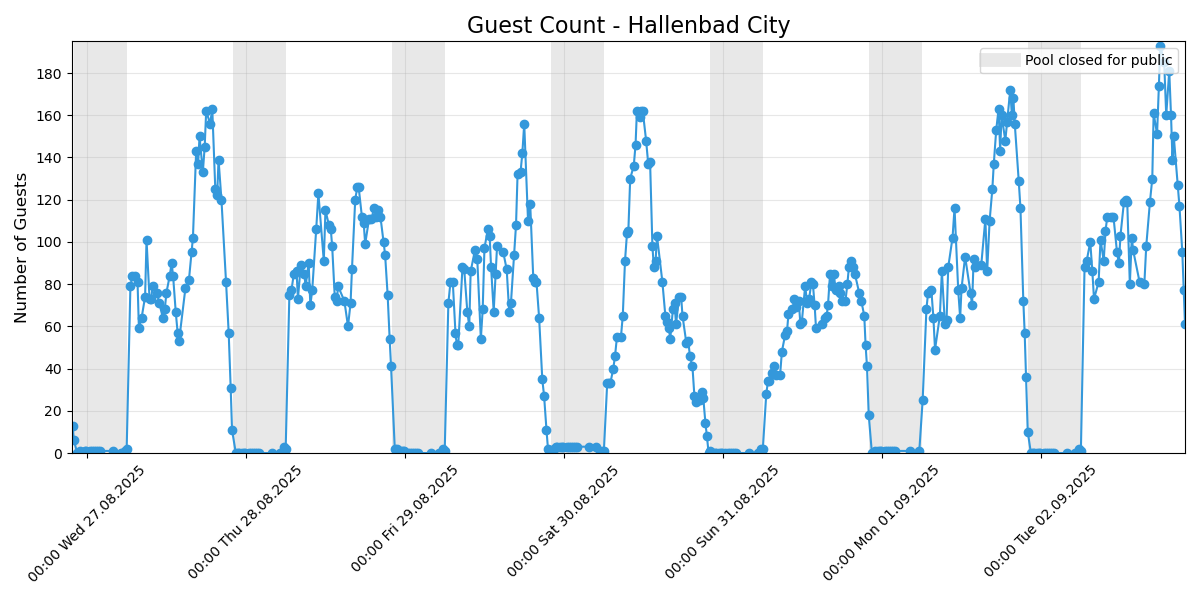 Guest Count - Hallenbad City
Pool closed for public
Number of Guests
180
160
140
120
100
80
60
40
20
0
00:00 Wed 27.08.2025
00:00 Thu 28.08.2025
00:00 Fri 29.08.2025
00:00 Sat 30.08.2025
00:00 Sun 31.08.2025
00:00 Mon 01.09.2025
00:00 Tue 02.09.2025